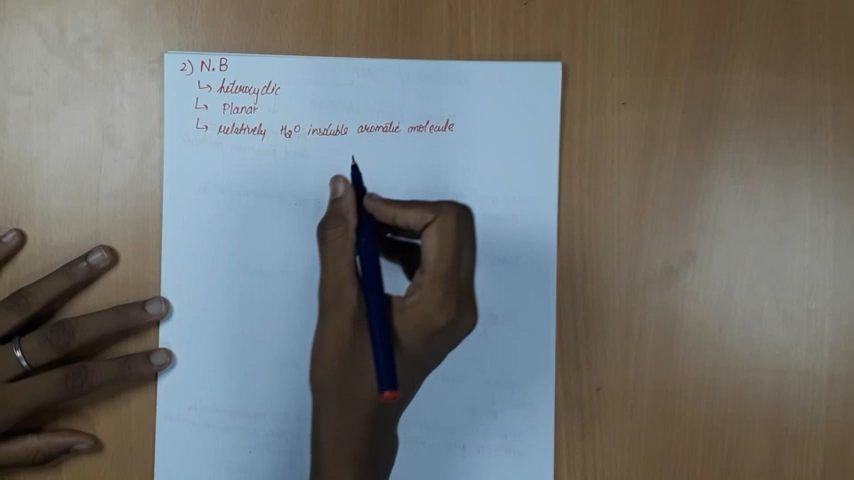 2) N.B
↳ heterocyclic
↳ Planar
↳ relatively H2O insoluble aromatic molecule